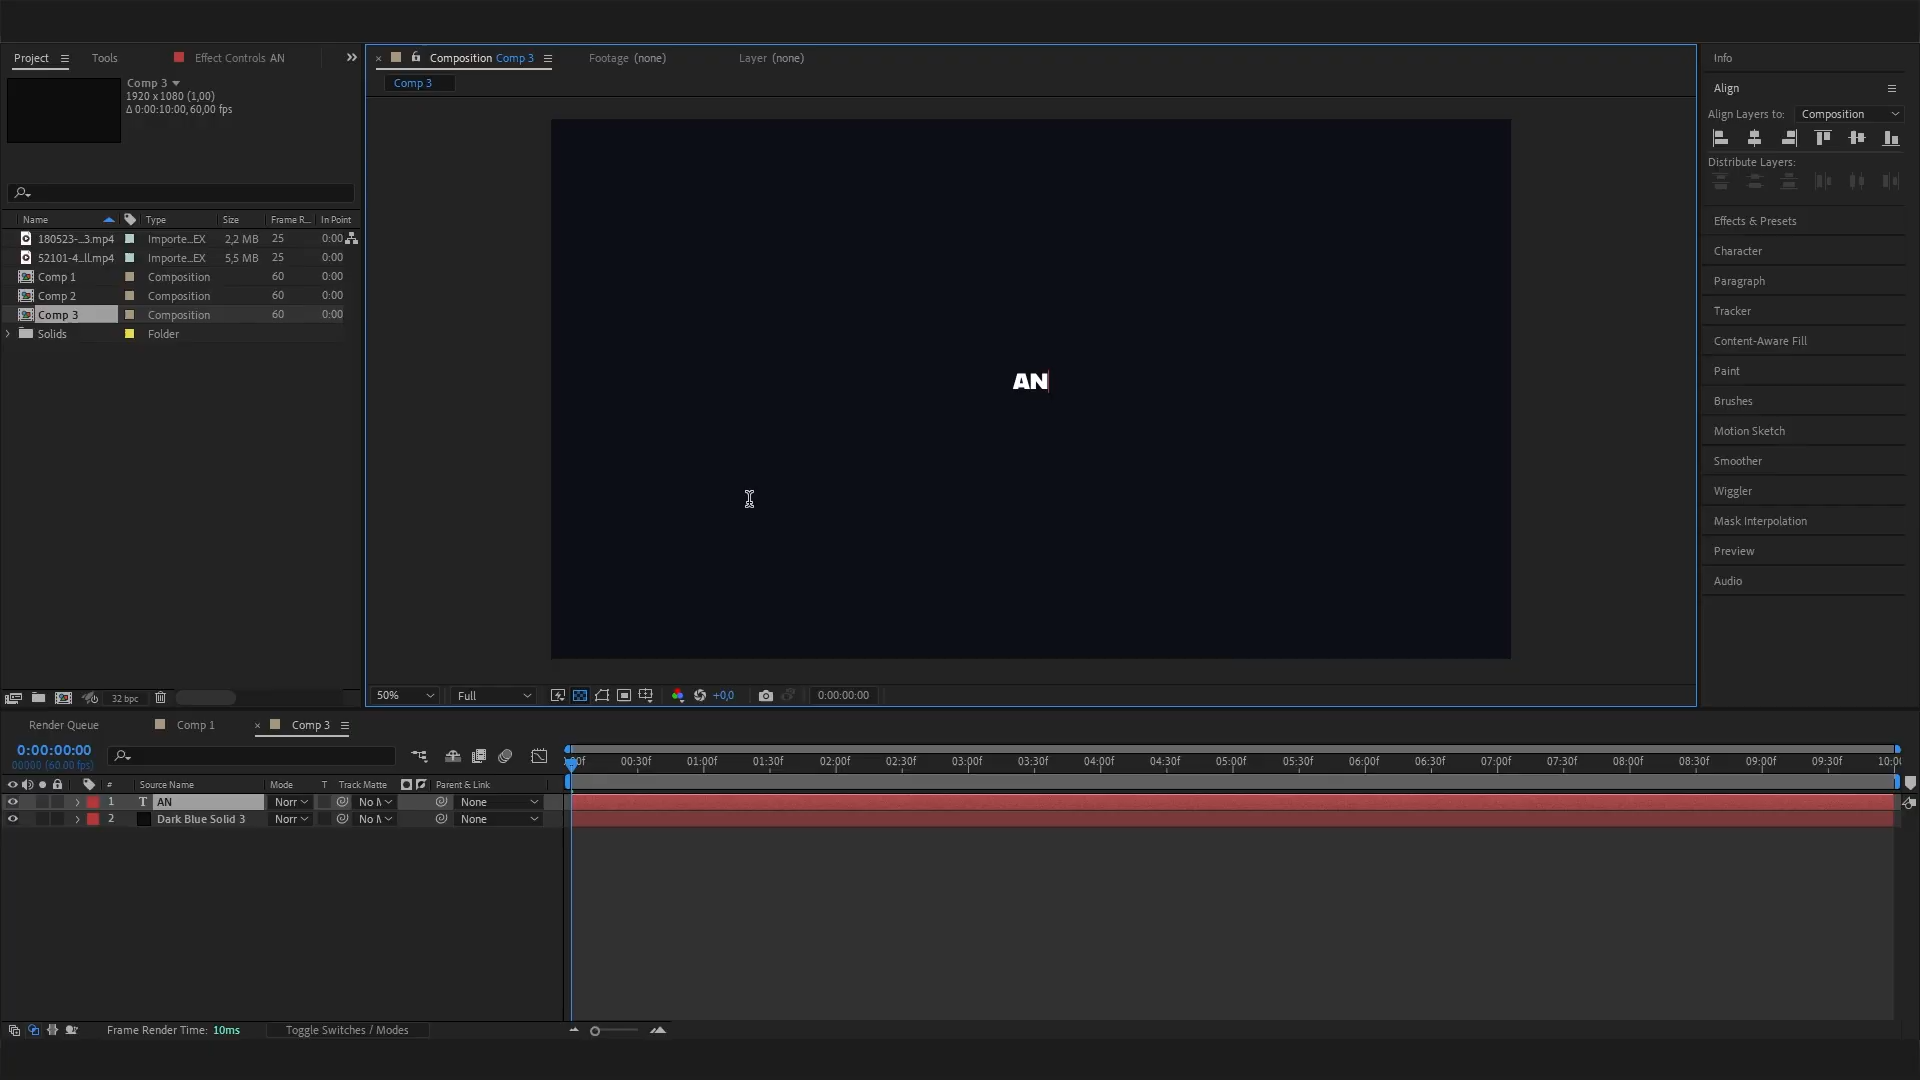 Project
Tools
Effect Controls AN
Composition Comp 3
Footage (none)
Layer (none)
Comp 3
Comp 3
1920 x 1080 (1,00)
Δ 0:00:10:00, 60,00 fps
Name
Type
Size
Frame R...
In Point
180523-...3.mp4
Importe...EX
2,2 MB
25
0:00
52101-4...ll.mp4
Importe...EX
5,5 MB
25
0:00
Comp 1
Composition
60
0:00
Comp 2
Composition
60
0:00
Comp 3
Composition
60
0:00
Solids
Folder
32 bpc
AN
50%
Full
+0,0
0:00:00:00
Info
Align
Align Layers to:
Composition
Distribute Layers:
Effects & Presets
Character
Paragraph
Tracker
Content-Aware Fill
Paint
Brushes
Motion Sketch
Smoother
Wiggler
Mask Interpolation
Preview
Audio
Render Queue
Comp 1
Comp 3
0:00:00:00
00000 (60.00 fps)
00:30f
01:00f
01:30f
02:00f
02:30f
03:00f
03:30f
04:00f
04:30f
05:00f
05:30f
06:00f
06:30f
07:00f
07:30f
08:00f
08:30f
09:00f
09:30f
10:00
#
Source Name
Mode
T
Track Matte
Parent & Link
1
T
AN
Norr
No M
None
2
Dark Blue Solid 3
Norr
No M
None
Frame Render Time: 10ms
Toggle Switches / Modes